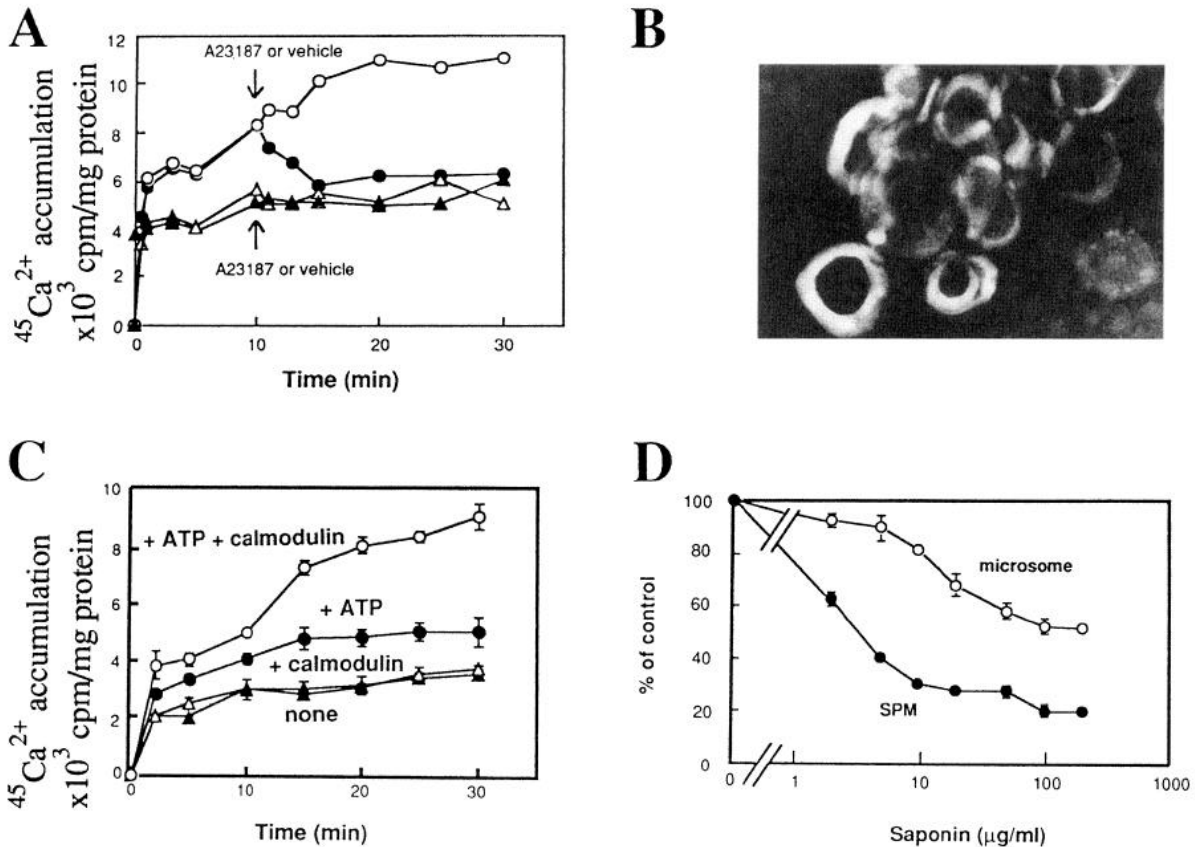 A
12
10
8
6
4
2
0
A23187 or vehicle
A23187 or vehicle
0 10 20 30
Time (min)
⁴⁵Ca²⁺ accumulation
x10³ cpm/mg protein
B
C
10
8
6
4
2
0
+ ATP + calmodulin
+ ATP
+ calmodulin
none
0 10 20 30
Time (min)
⁴⁵Ca²⁺ accumulation
x10³ cpm/mg protein
D
100
80
60
40
20
0
% of control
microsome
SPM
0 1 10 100 1000
Saponin (μg/ml)